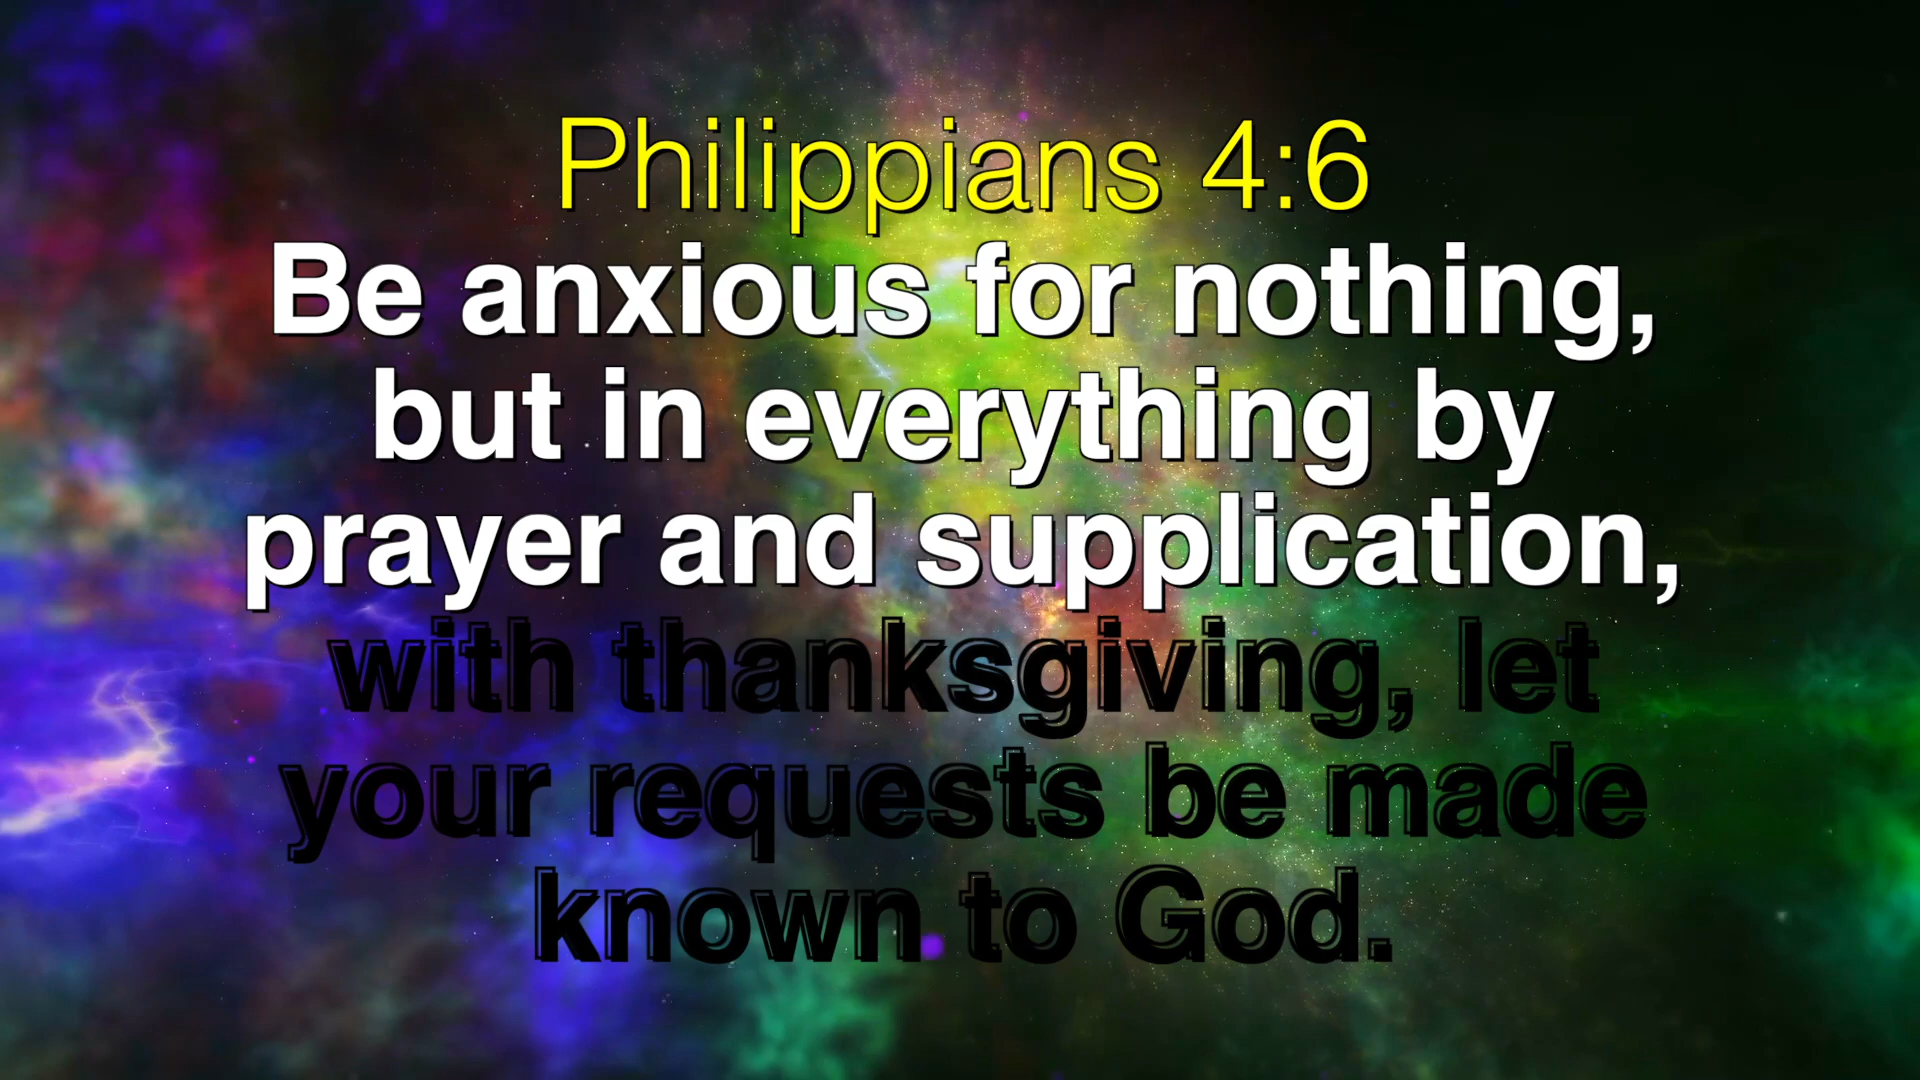 Philippians 4:6
Be anxious for nothing,
but in everything by
prayer and supplication,
with thanksgiving, let
your requests be made
known to God.